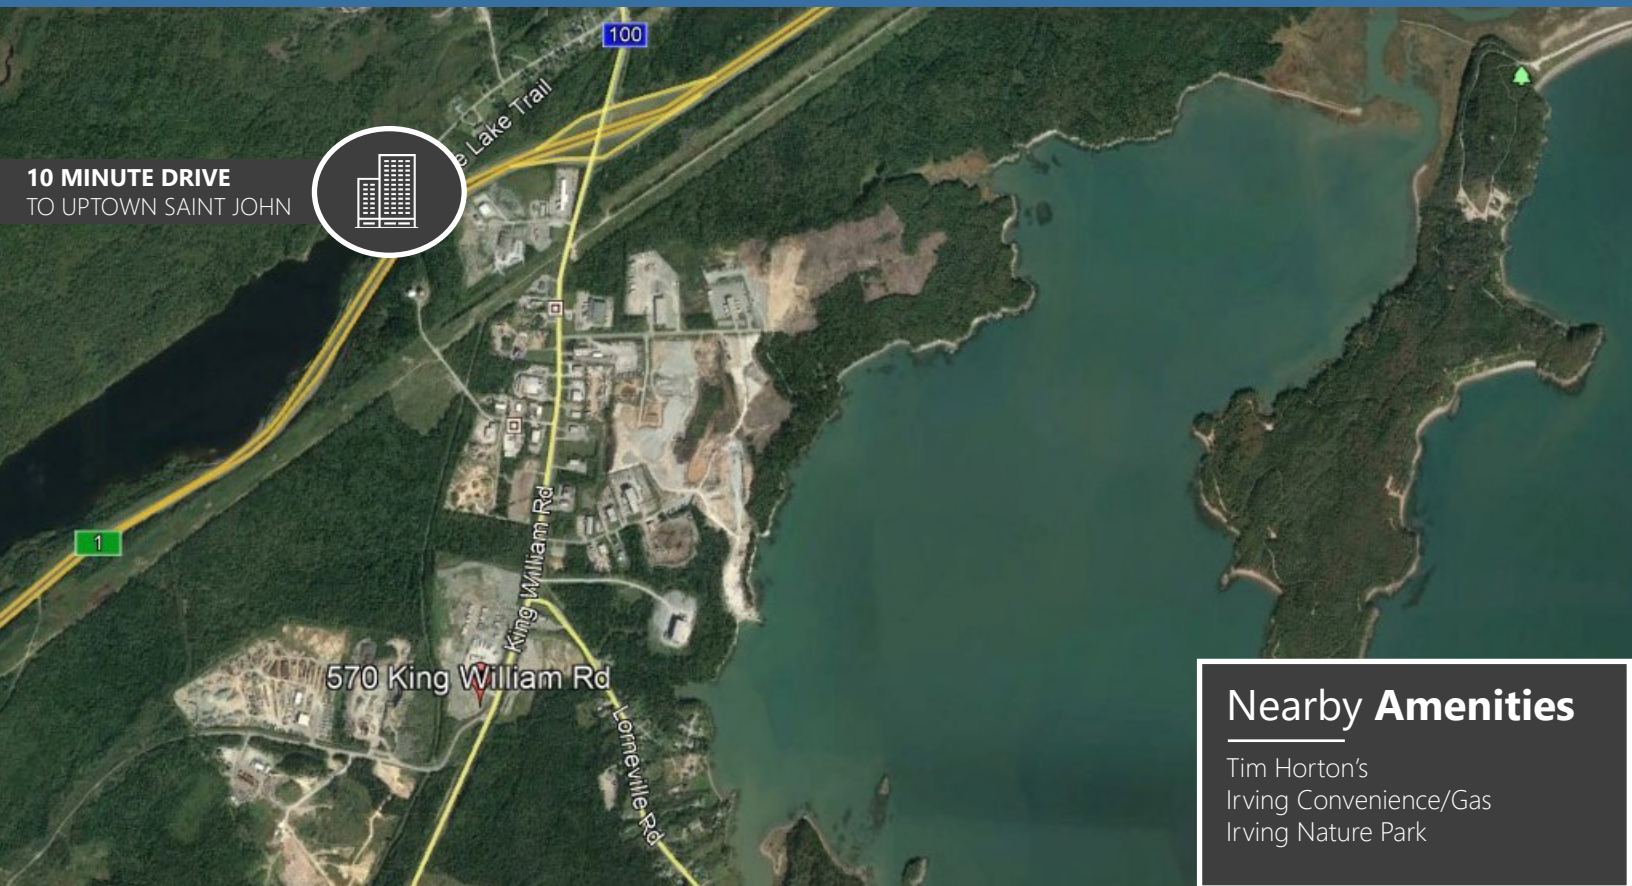 100
e Lake Trail
10 MINUTE DRIVE
TO UPTOWN SAINT JOHN
1
King William Rd
570 King William Rd
Lorneville Rd
Nearby Amenities
Tim Horton’s
Irving Convenience/Gas
Irving Nature Park